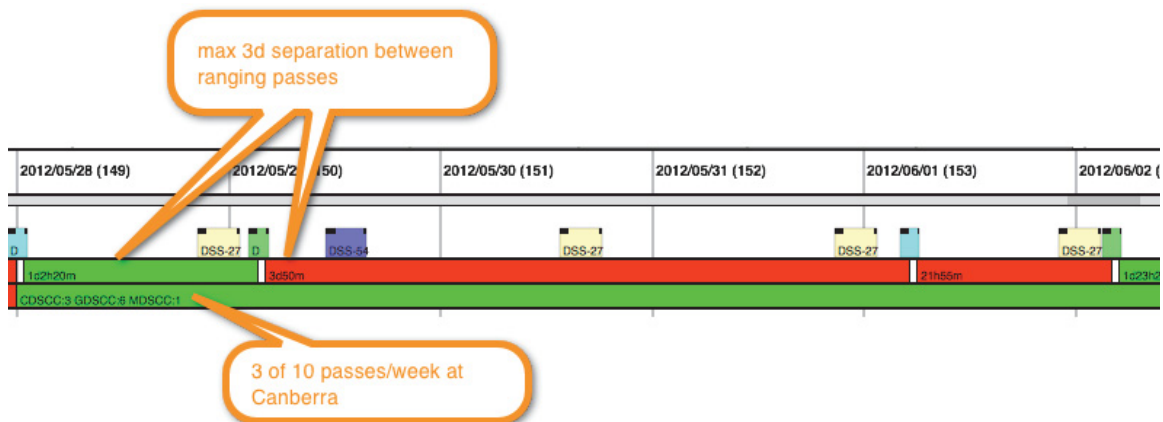 max 3d separation between
ranging passes
2012/05/28 (149)
2012/05/2 150)
2012/05/30 (151)
2012/05/31 (152)
2012/06/01 (153)
2012/06/02 (
D
DSS-27
D
DSS-54
DSS-27
DSS-27
DSS-27
1d2h20m
3d50m
21h55m
1d23h2
CDSCC:3 GDSCC:6 MDSCC:1
3 of 10 passes/week at
Canberra